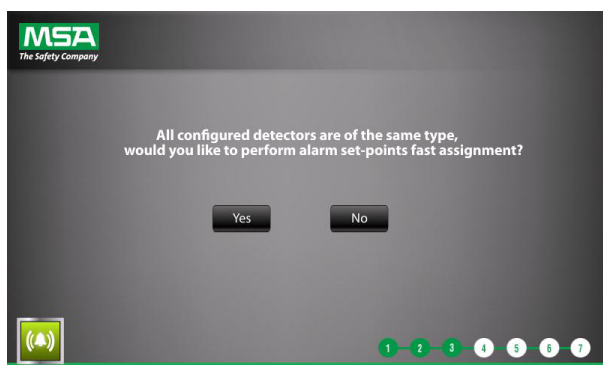 MSA
The Safety Company
All configured detectors are of the same type,
would you like to perform alarm set-points fast assignment?
Yes No
1 2 3 4 5 6 7